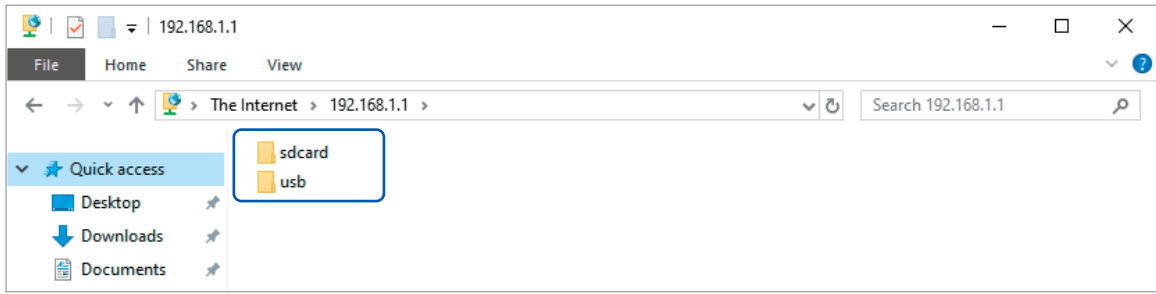 192.168.1.1
File Home Share View ?
The Internet > 192.168.1.1 >
Search 192.168.1.1
Quick access
Desktop
Downloads
Documents
sdcard
usb